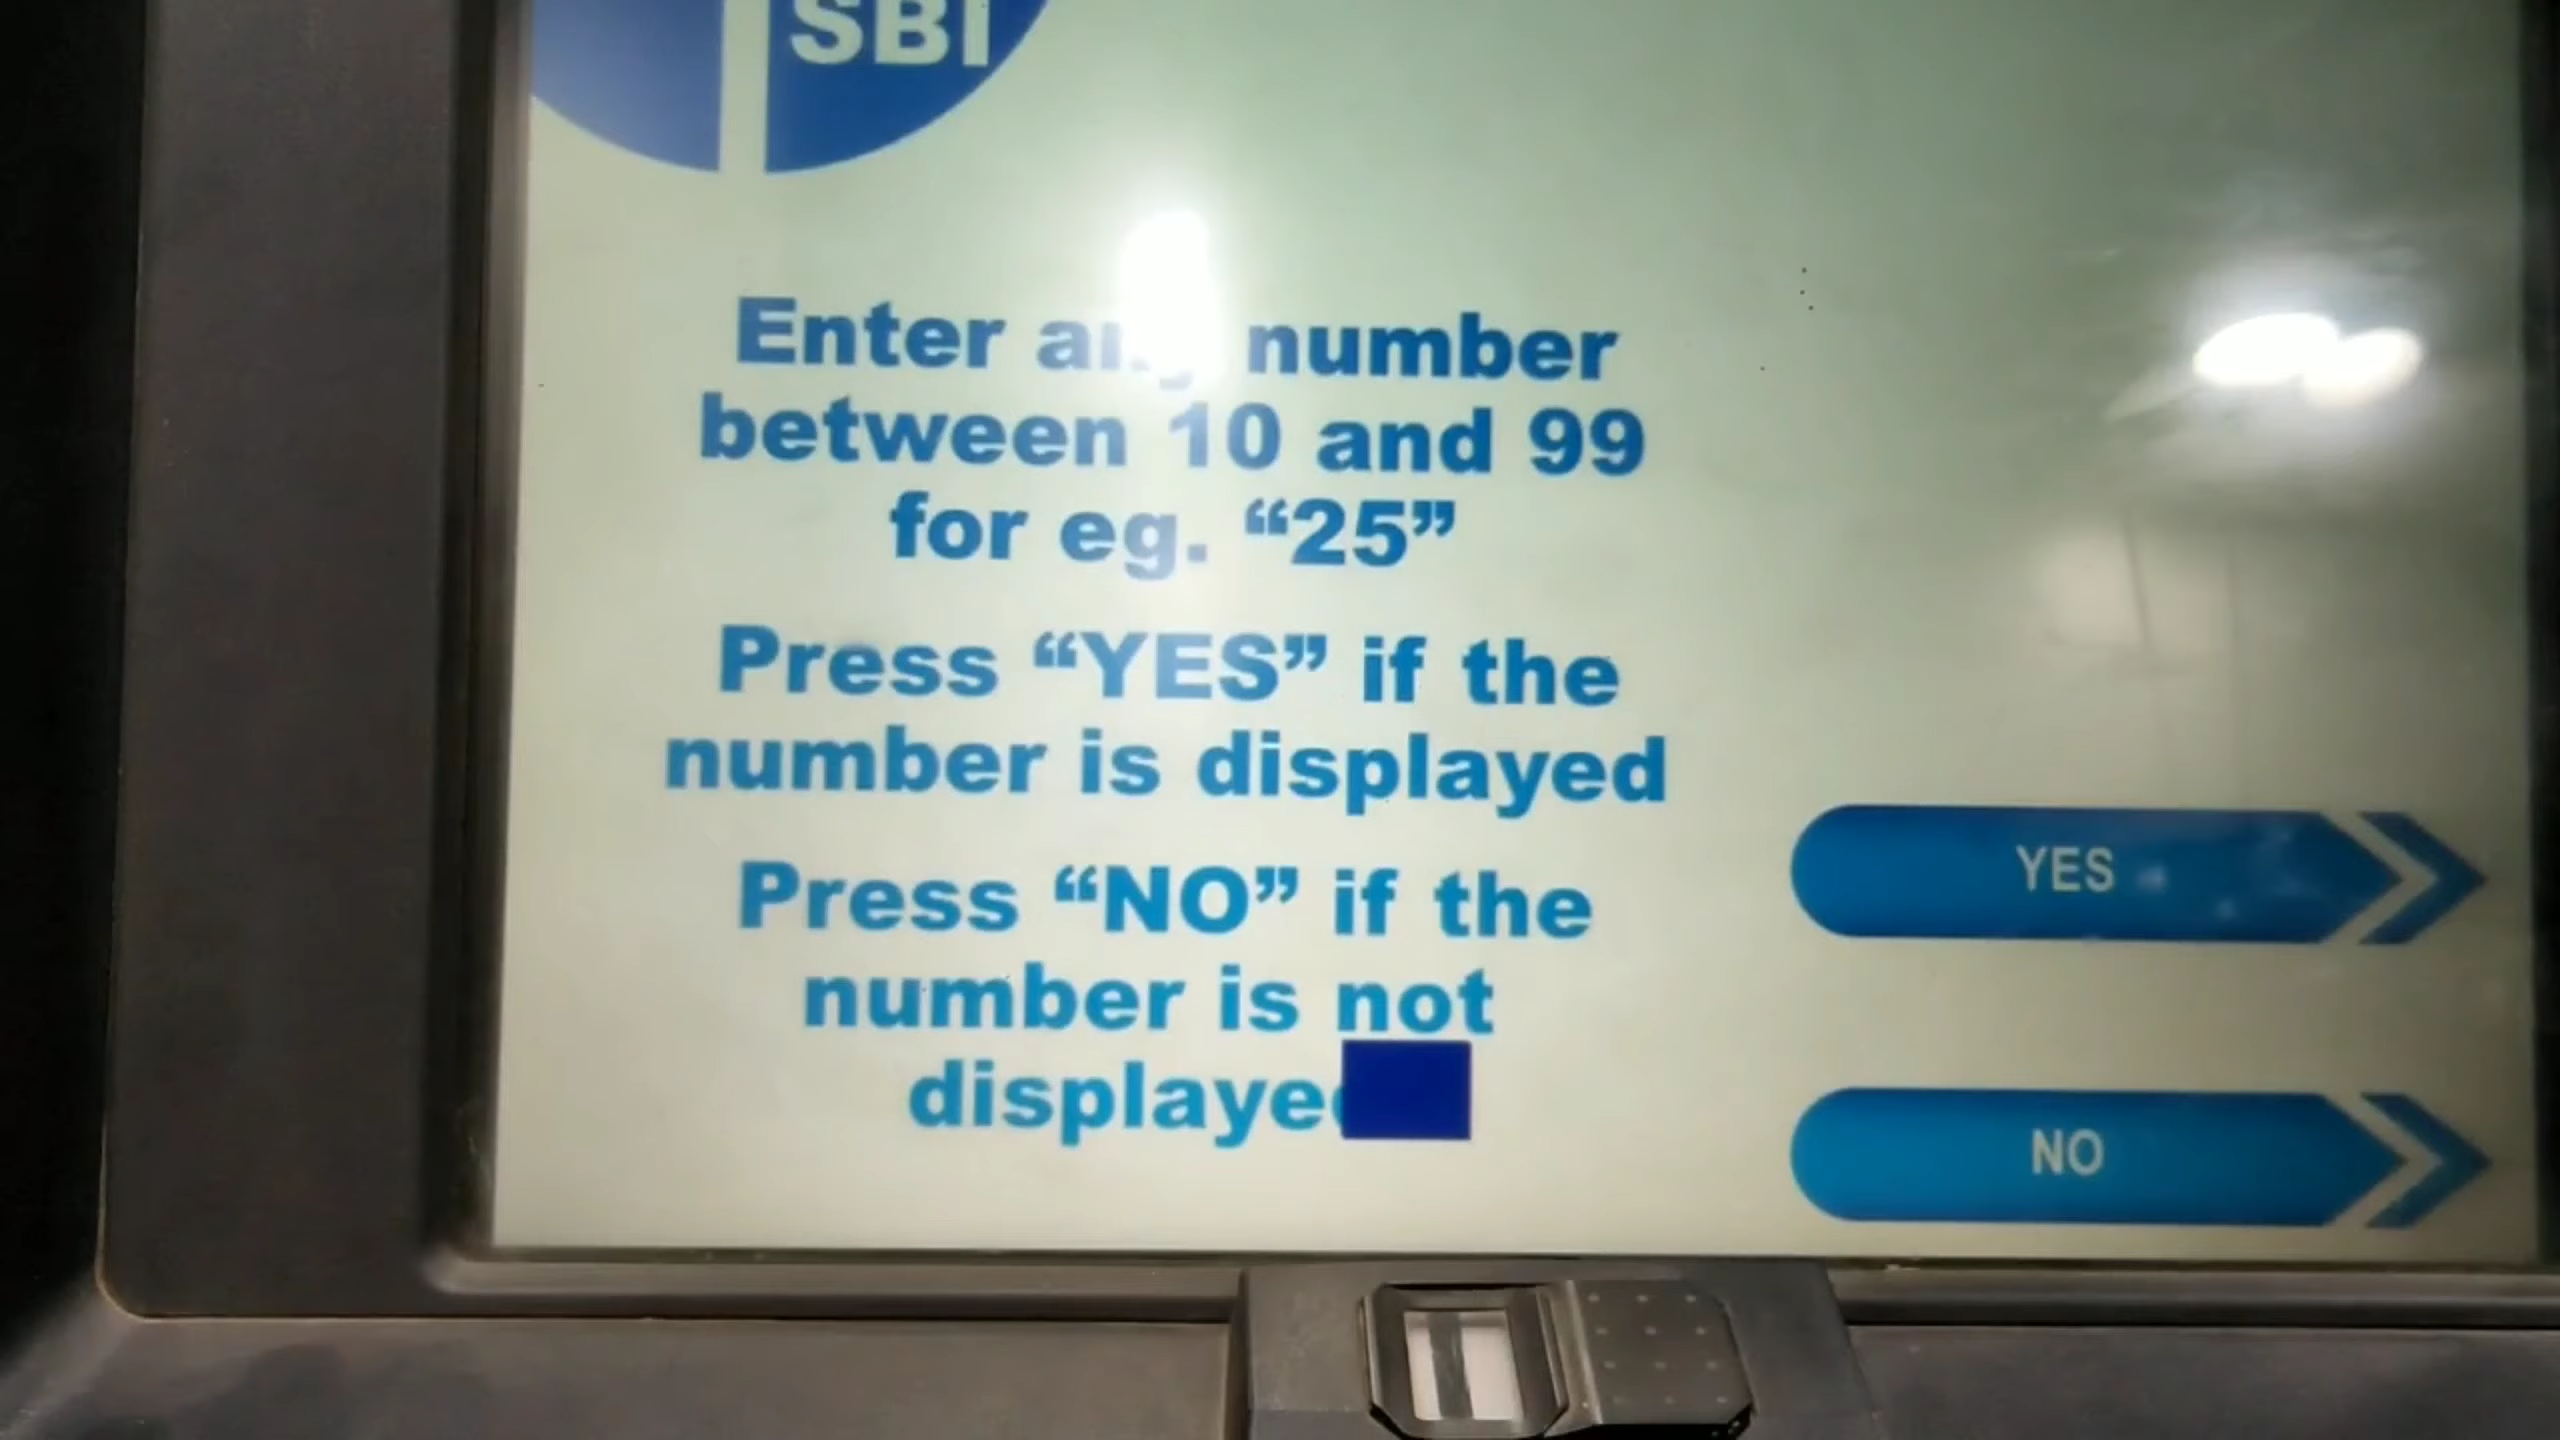 SBI
Enter any number
between 10 and 99
for eg. “25”
Press “YES” if the
number is displayed
Press “NO” if the
number is not
YES
NO